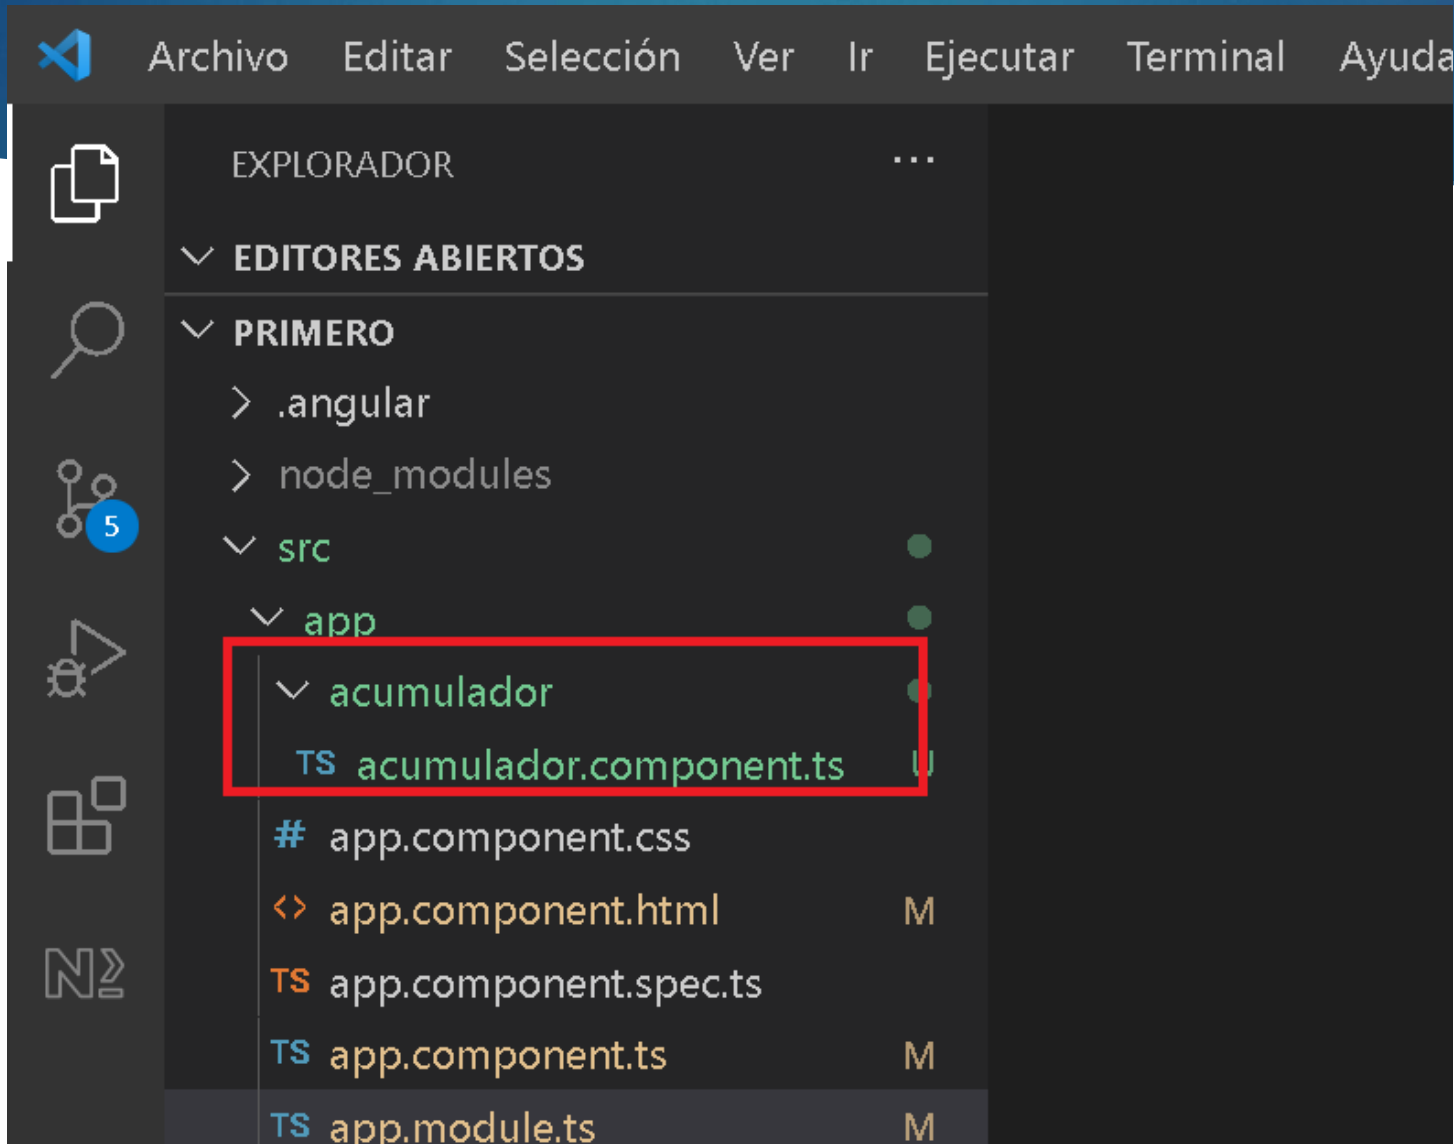 Archivo Editar Selección Ver Ir Ejecutar Terminal Ayuda
EXPLORADOR ...
EDITORES ABIERTOS
PRIMERO
.angular
node_modules
src
5
app
acumulador
TS acumulador.component.ts U
# app.component.css
<> app.component.html M
TS app.component.spec.ts
TS app.component.ts M
TS app.module.ts M